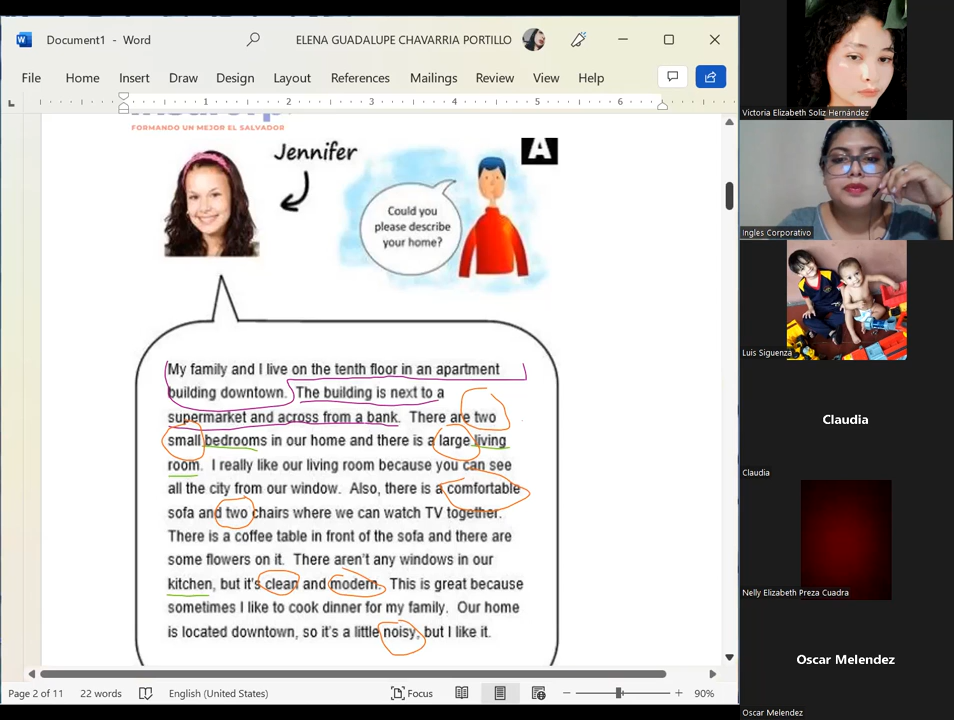 Document1 - Word
ELENA GUADALUPE CHAVARRIA PORTILLO
File Home Insert Draw Design Layout References Mailings Review View Help
1 2 3 4 5 6
FORMANDO UN MEJOR EL SALVADOR
Jennifer
A
Could you
please describe
your home?
My family and I live on the tenth floor in an apartment
building downtown. The building is next to a
supermarket and across from a bank. There are two
small bedrooms in our home and there is a large living
room. I really like our living room because you can see
all the city from our window. Also, there is a comfortable
sofa and two chairs where we can watch TV together.
There is a coffee table in front of the sofa and there are
some flowers on it. There aren't any windows in our
kitchen, but it's clean and modern. This is great because
sometimes I like to cook dinner for my family. Our home
is located downtown, so it's a little noisy, but I like it.
Page 2 of 11 22 words English (United States) Focus 90%
Victoria Elizabeth Soliz Hernández
Ingles Corporativo
Luis Siguenza
Claudia
Claudia
Nelly Elizabeth Preza Cuadra
Oscar Melendez
Oscar Melendez